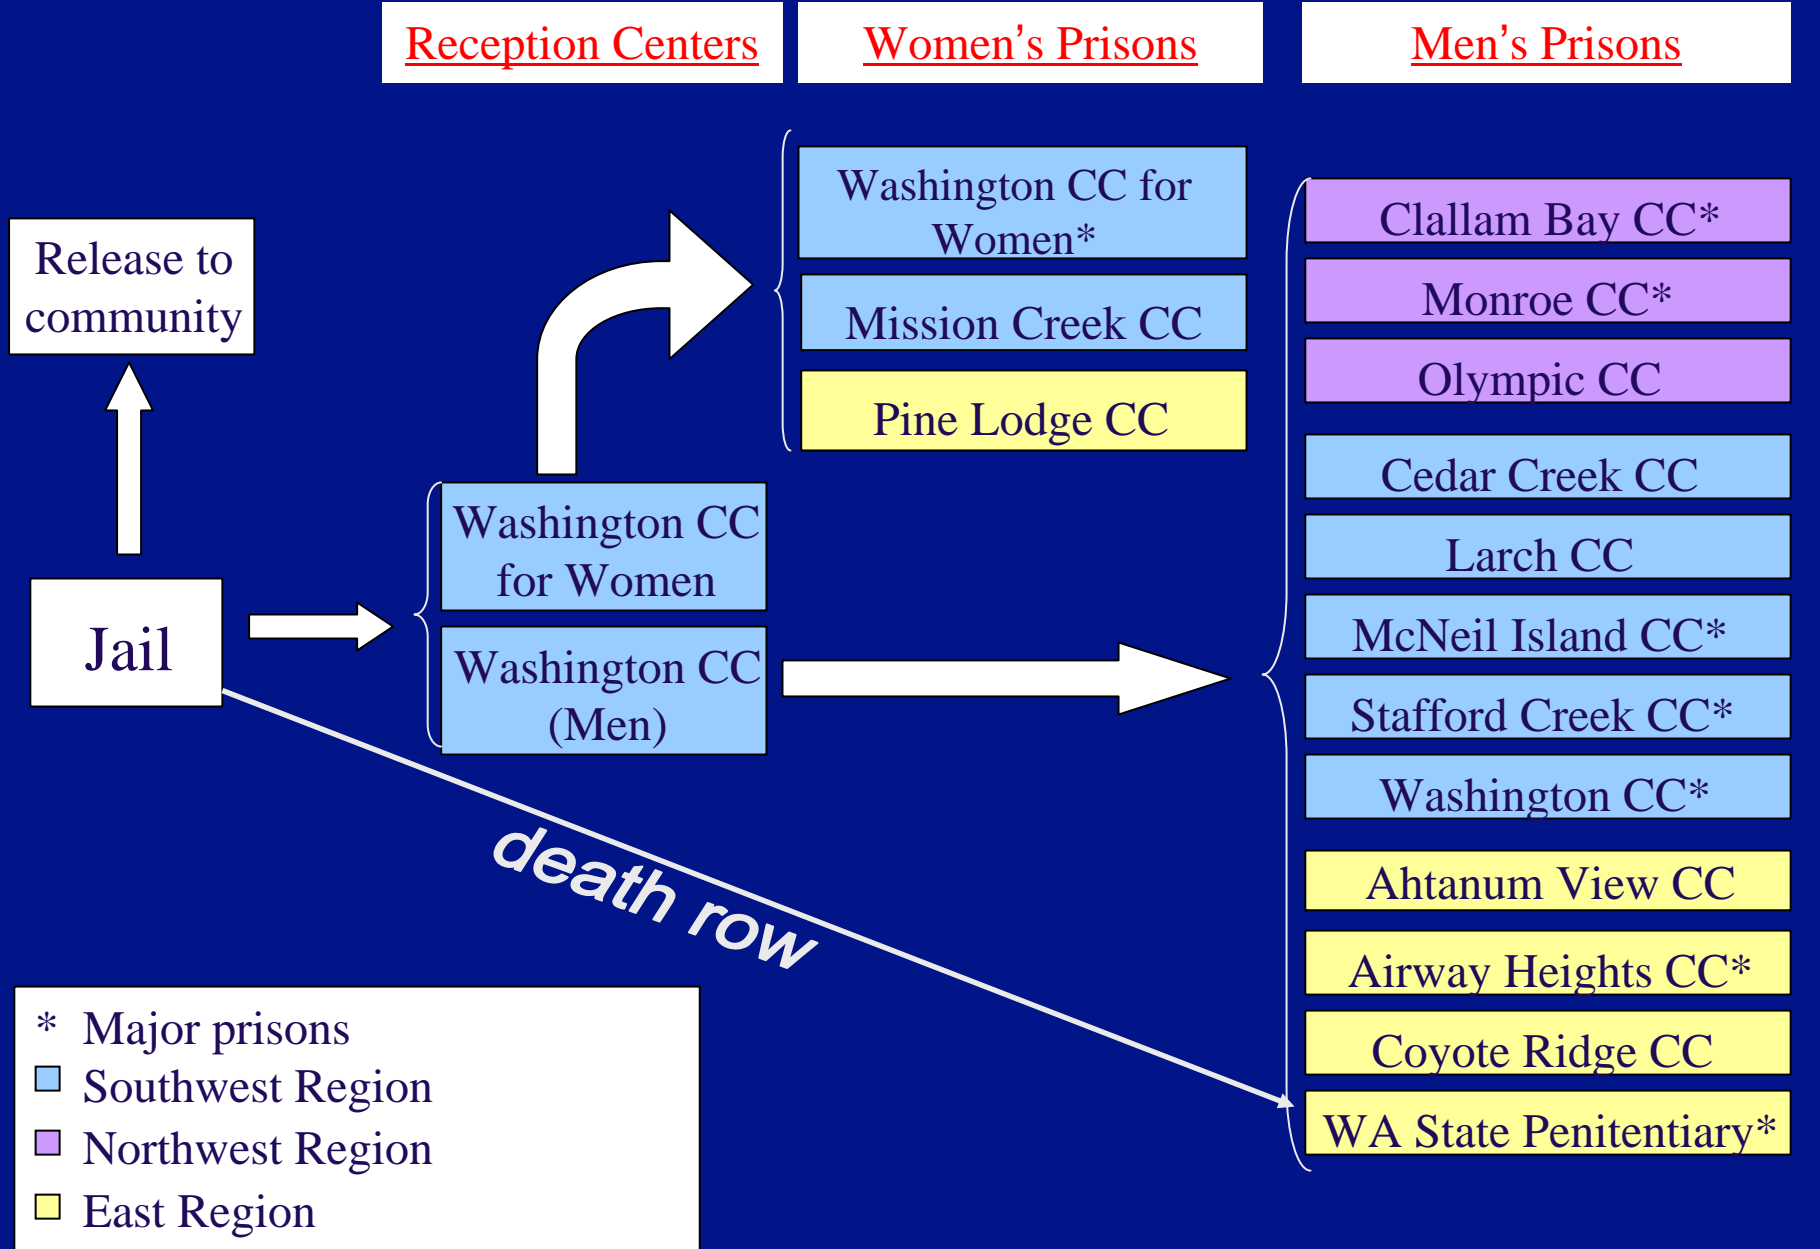 Reception Centers
Women’s Prisons
Men’s Prisons
Release to
community
Jail
Washington CC
for Women
Washington CC
(Men)
Washington CC for
Women*
Mission Creek CC
Pine Lodge CC
Clallam Bay CC*
Monroe CC*
Olympic CC
Cedar Creek CC
Larch CC
McNeil Island CC*
Stafford Creek CC*
Washington CC*
Ahtanum View CC
Airway Heights CC*
Coyote Ridge CC
WA State Penitentiary*
death row
* Major prisons
Southwest Region
Northwest Region
East Region